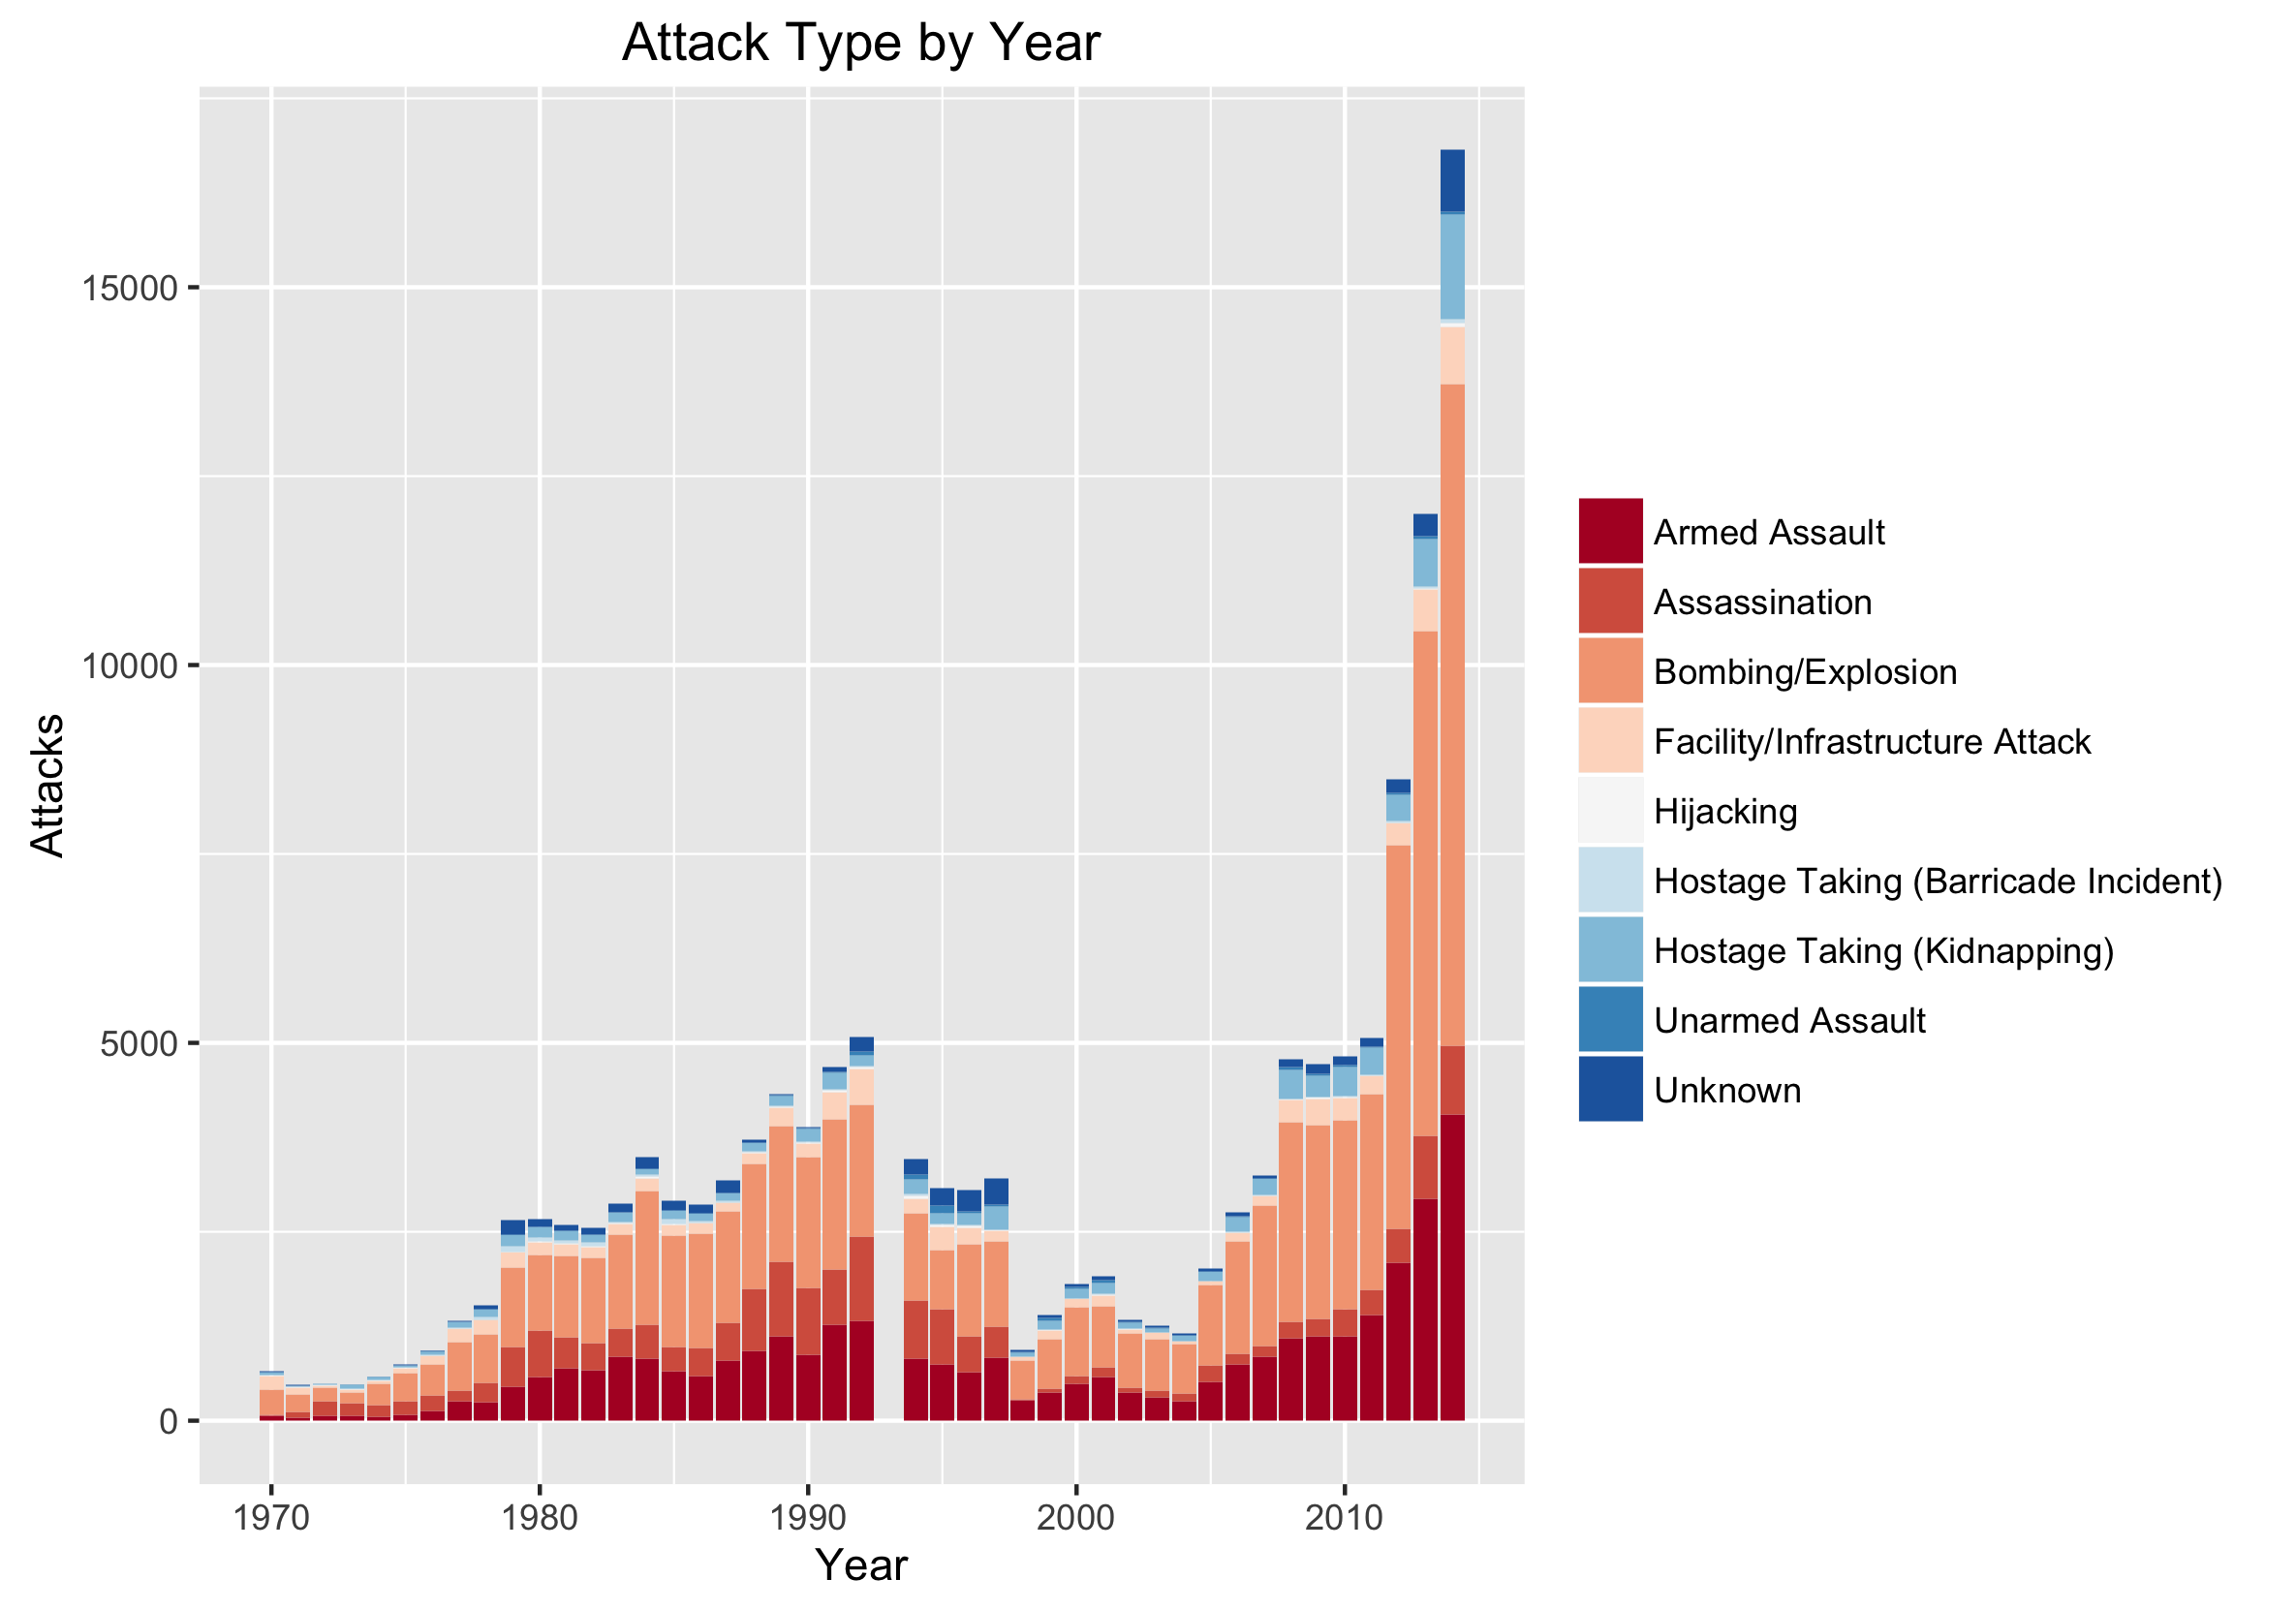 Attack Type by Year
Attacks
15000
10000
5000
0
1970 1980 1990 2000 2010
Year
Armed Assault
Assassination
Bombing/Explosion
Facility/Infrastructure Attack
Hijacking
Hostage Taking (Barricade Incident)
Hostage Taking (Kidnapping)
Unarmed Assault
Unknown